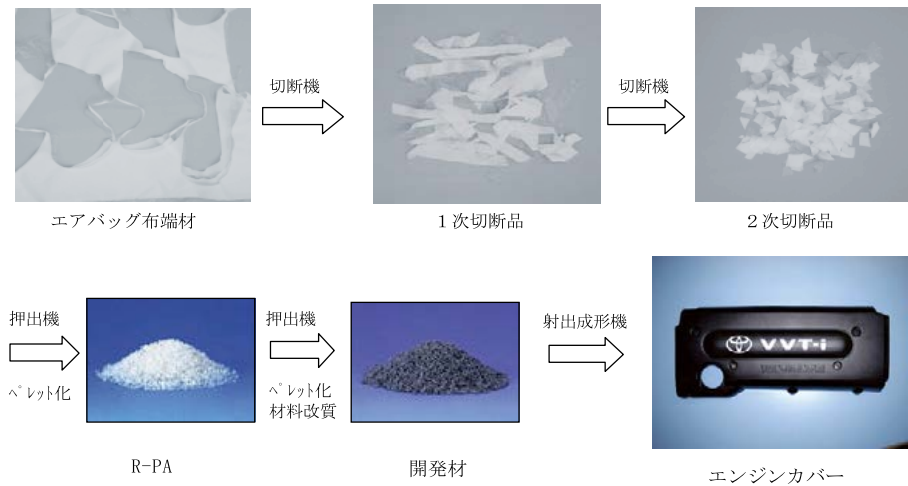 切断機
切断機
エアバッグ布端材
1次切断品
2次切断品
押出機
ペレット化
押出機
ペレット化
材料改質
射出成形機
VVT-i
R-PA
開発材
エンジンカバー